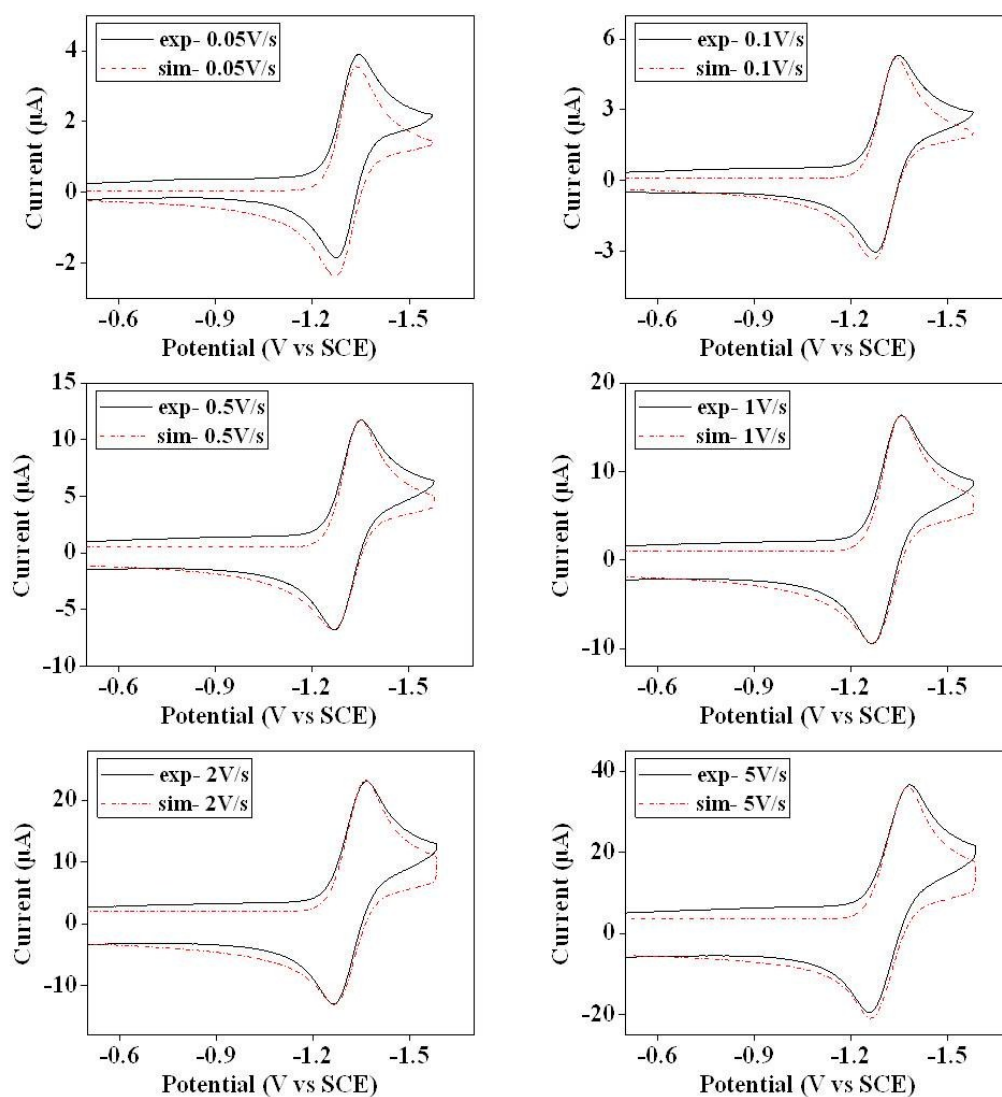 exp- 0.05V/s
sim- 0.05V/s
4
2
0
-2
Current (µA)
-0.6 -0.9 -1.2 -1.5
Potential (V vs SCE)
exp- 0.1V/s
sim- 0.1V/s
6
3
0
-3
Current (µA)
-0.6 -0.9 -1.2 -1.5
Potential (V vs SCE)
exp- 0.5V/s
sim- 0.5V/s
15
10
5
0
-5
-10
Current (µA)
-0.6 -0.9 -1.2 -1.5
Potential (V vs SCE)
exp- 1V/s
sim- 1V/s
20
10
0
-10
Current (µA)
-0.6 -0.9 -1.2 -1.5
Potential (V vs SCE)
exp- 2V/s
sim- 2V/s
20
10
0
-10
Current (µA)
-0.6 -0.9 -1.2 -1.5
Potential (V vs SCE)
exp- 5V/s
sim- 5V/s
40
20
0
-20
Current (µA)
-0.6 -0.9 -1.2 -1.5
Potential (V vs SCE)